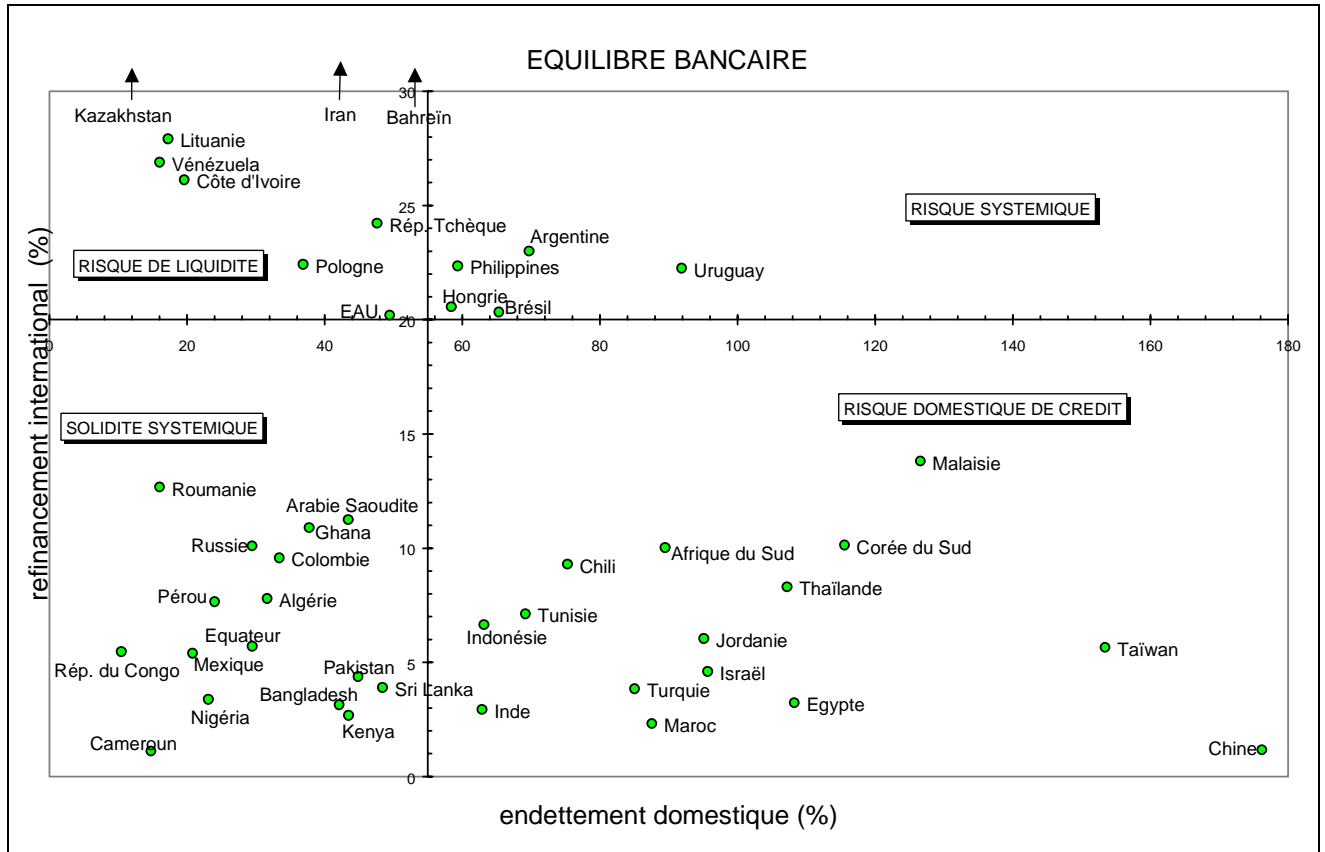 EQUILIBRE BANCAIRE
30
Kazakhstan
Iran
Bahreïn
Lituanie
Vénézuela
Côte d'Ivoire
25
RISQUE SYSTEMIQUE
Rép. Tchèque
Argentine
RISQUE DE LIQUIDITE
Pologne
Philippines
Uruguay
Hongrie
EAU
Brésil
20
0
20
40
60
80
100
120
140
160
180
refinancement international (%)
RISQUE DOMESTIQUE DE CREDIT
SOLIDITE SYSTEMIQUE
15
Malaisie
Roumanie
Arabie Saoudite
Ghana
Russie
10
Corée du Sud
Afrique du Sud
Colombie
Chili
Thaïlande
Pérou
Algérie
Tunisie
Equateur
Indonésie
Jordanie
Taïwan
Rép. du Congo
Mexique
Pakistan
5
Israël
Bangladesh
Sri Lanka
Turquie
Nigéria
Inde
Egypte
Kenya
Maroc
Cameroun
Chine
0
endettement domestique (%)